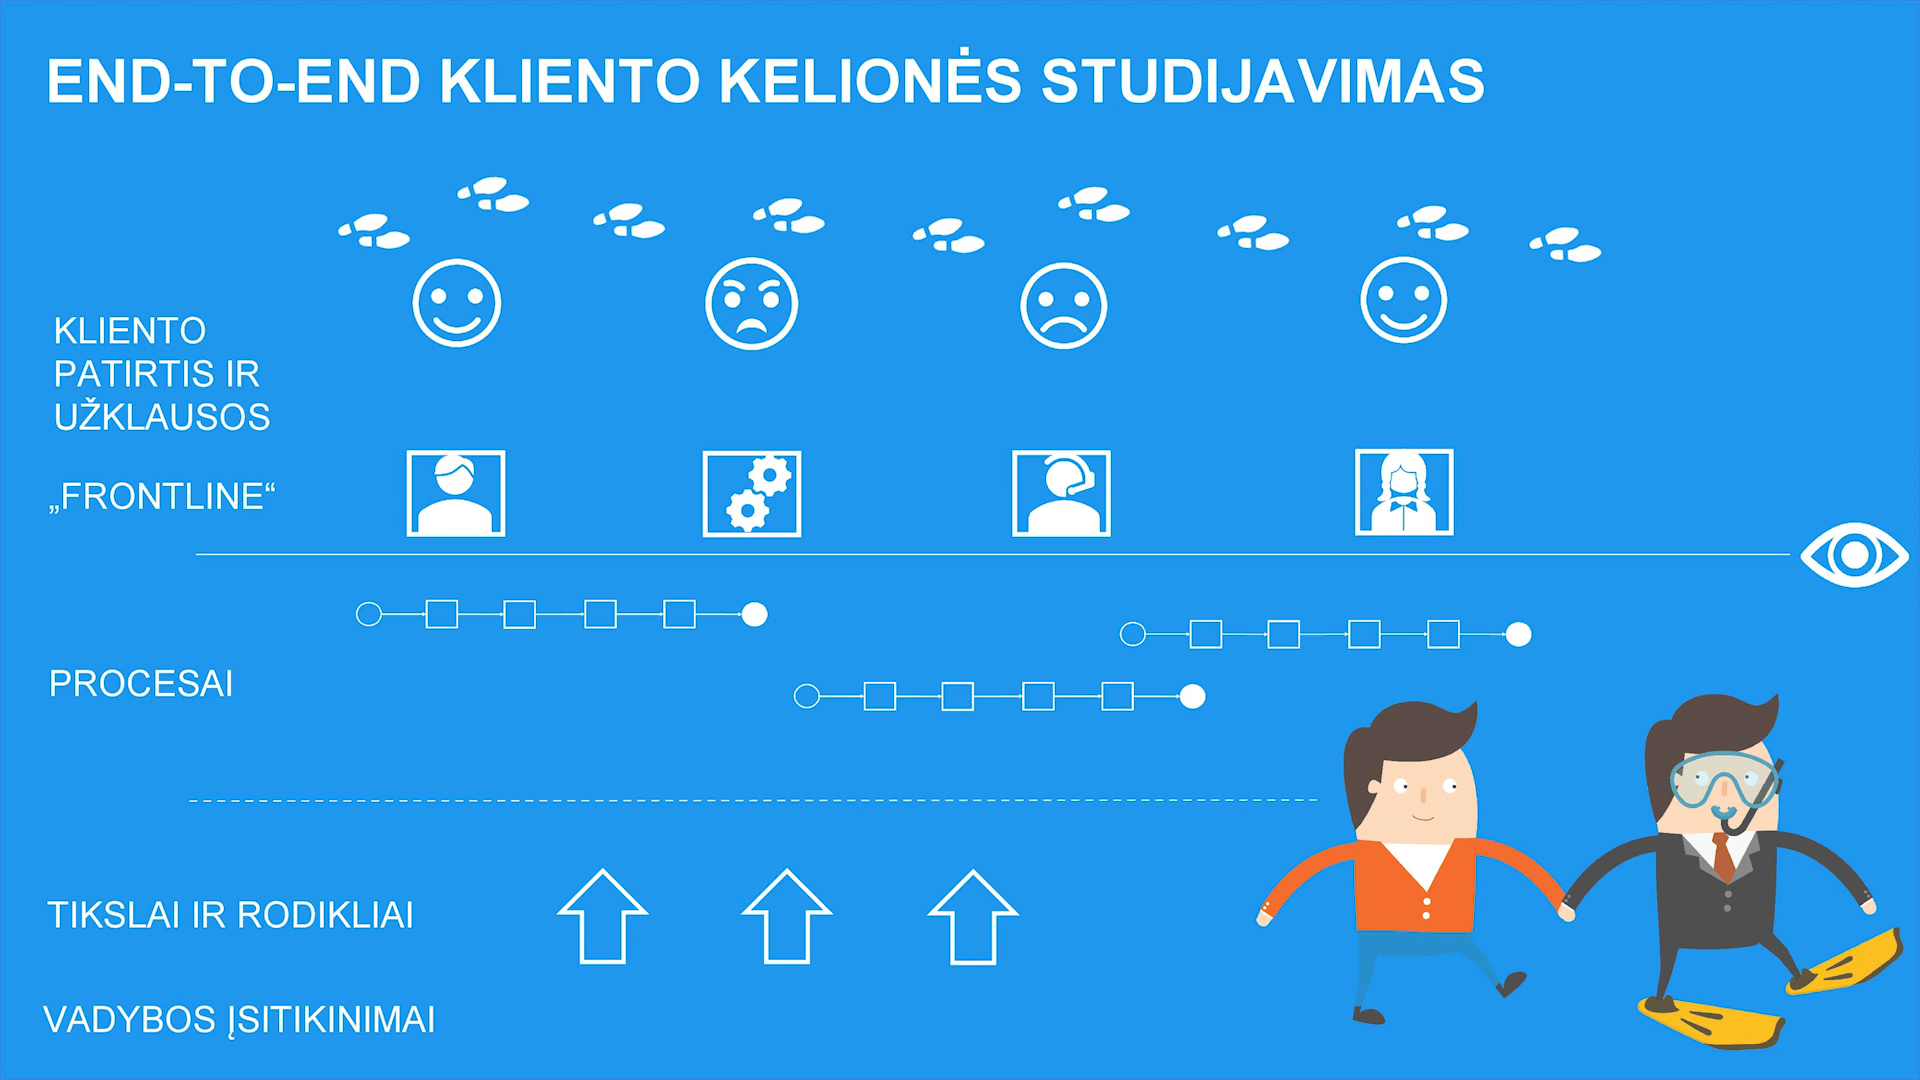 END-TO-END KLIENTO KELIONĖS STUDIJAVIMAS
KLIENTO
PATIRTIS IR
UŽKLAUSOS
„FRONTLINE“
PROCESAI
TIKSLAI IR RODIKLIAI
VADYBOS ĮSITIKINIMAI